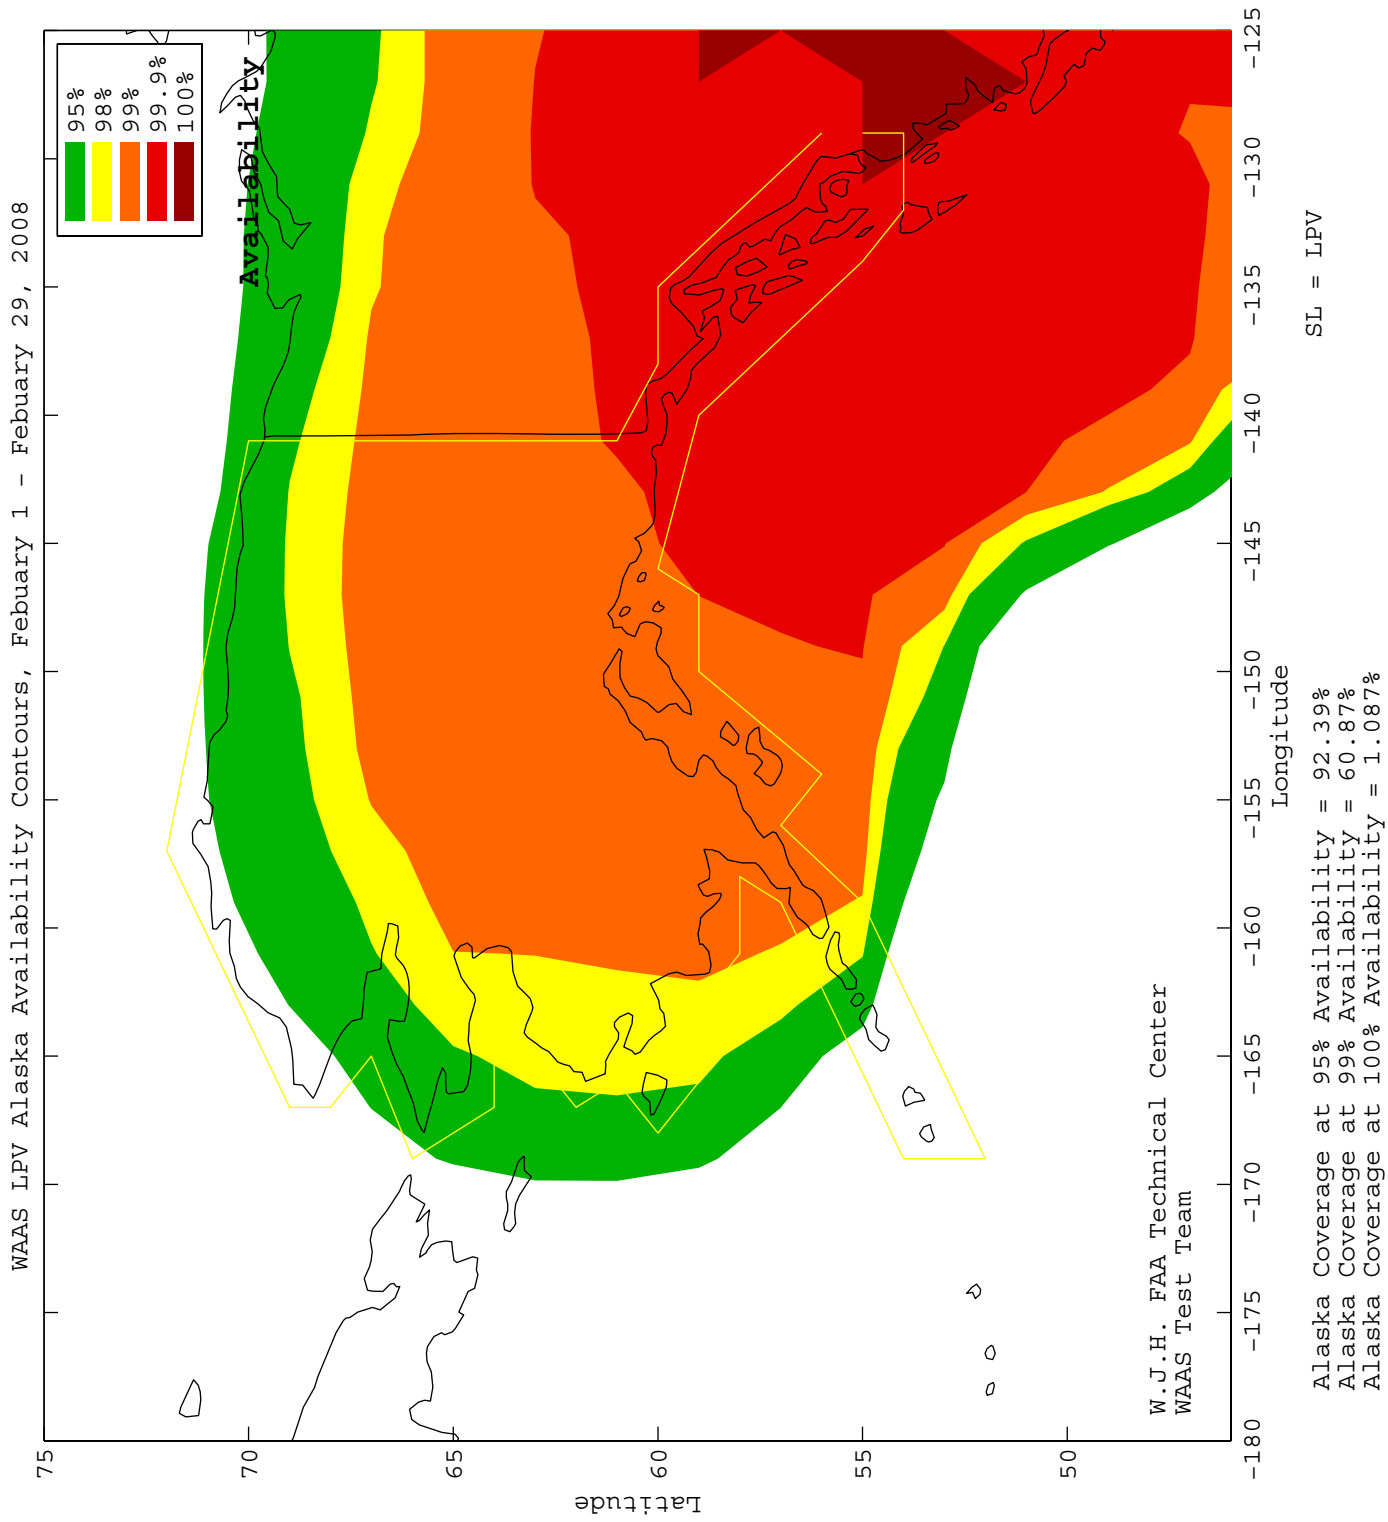 WAAS LPV Alaska Availability Contours, Febuary 1 - Febuary 29, 2008
95%
98%
99%
99.9%
100%
Availability
75
70
65
60
55
50
Latitude
W.J.H. FAA Technical Center
WAAS Test Team
-180
-175
-170
-165
-160
-155
-150
-145
-140
-135
-130
-125
Longitude
SL = LPV
Alaska Coverage at 95% Availability = 92.39%
Alaska Coverage at 99% Availability = 60.87%
Alaska Coverage at 100% Availability = 1.087%